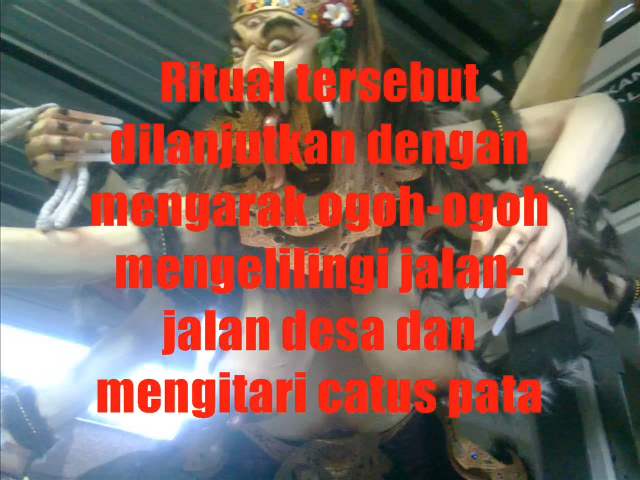 Ritual tersebut
dilanjutkan dengan
mengarak ogoh-ogoh
mengelilingi jalan-
jalan desa dan
mengitari catus pata